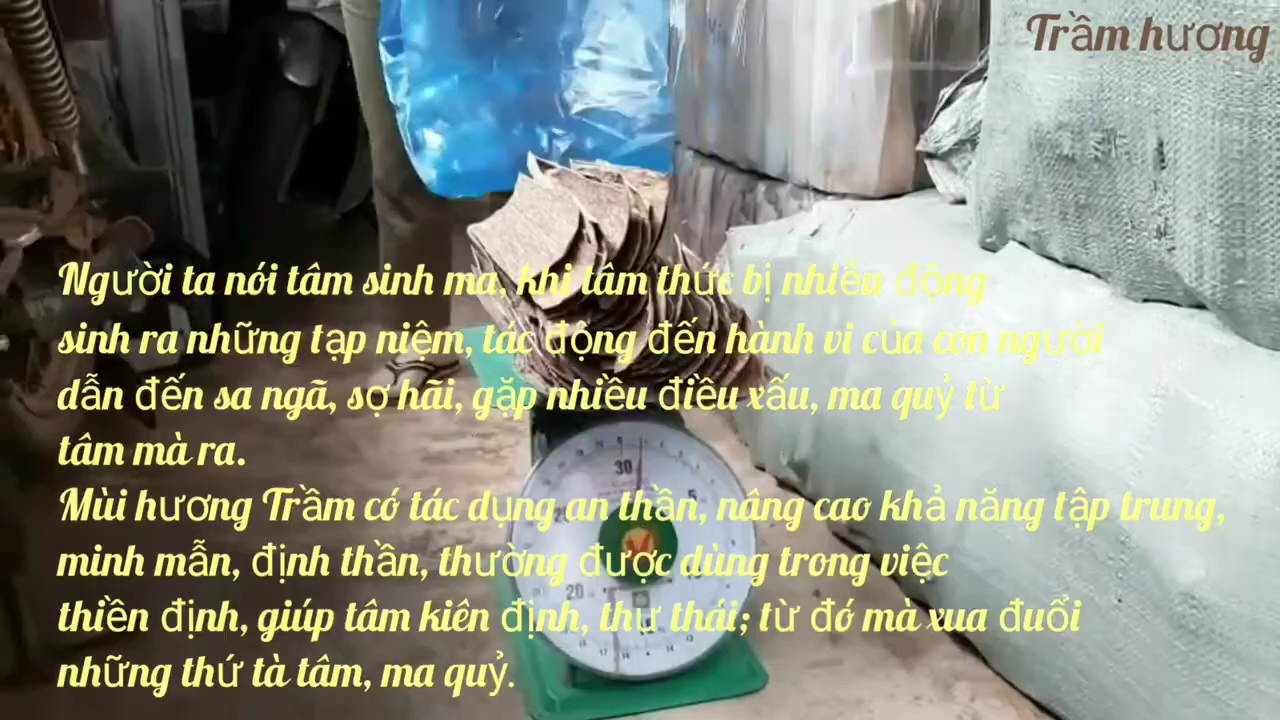 Trầm hương
Người ta nói tâm sinh ma, khi tâm thức bị nhiễu động
sinh ra những tạp niệm, tác động đến hành vi của con người
dẫn đến sa ngã, sợ hãi, gặp nhiều điều xấu, ma quỷ từ
tâm mà ra.
Mùi hương Trầm có tác dụng an thần, nâng cao khả năng tập trung,
minh mẫn, định thần, thường được dùng trong việc
thiền định, giúp tâm kiên định, thư thái; từ đó mà xua đuổi
những thứ tà tâm, ma quỷ.
30
5
20